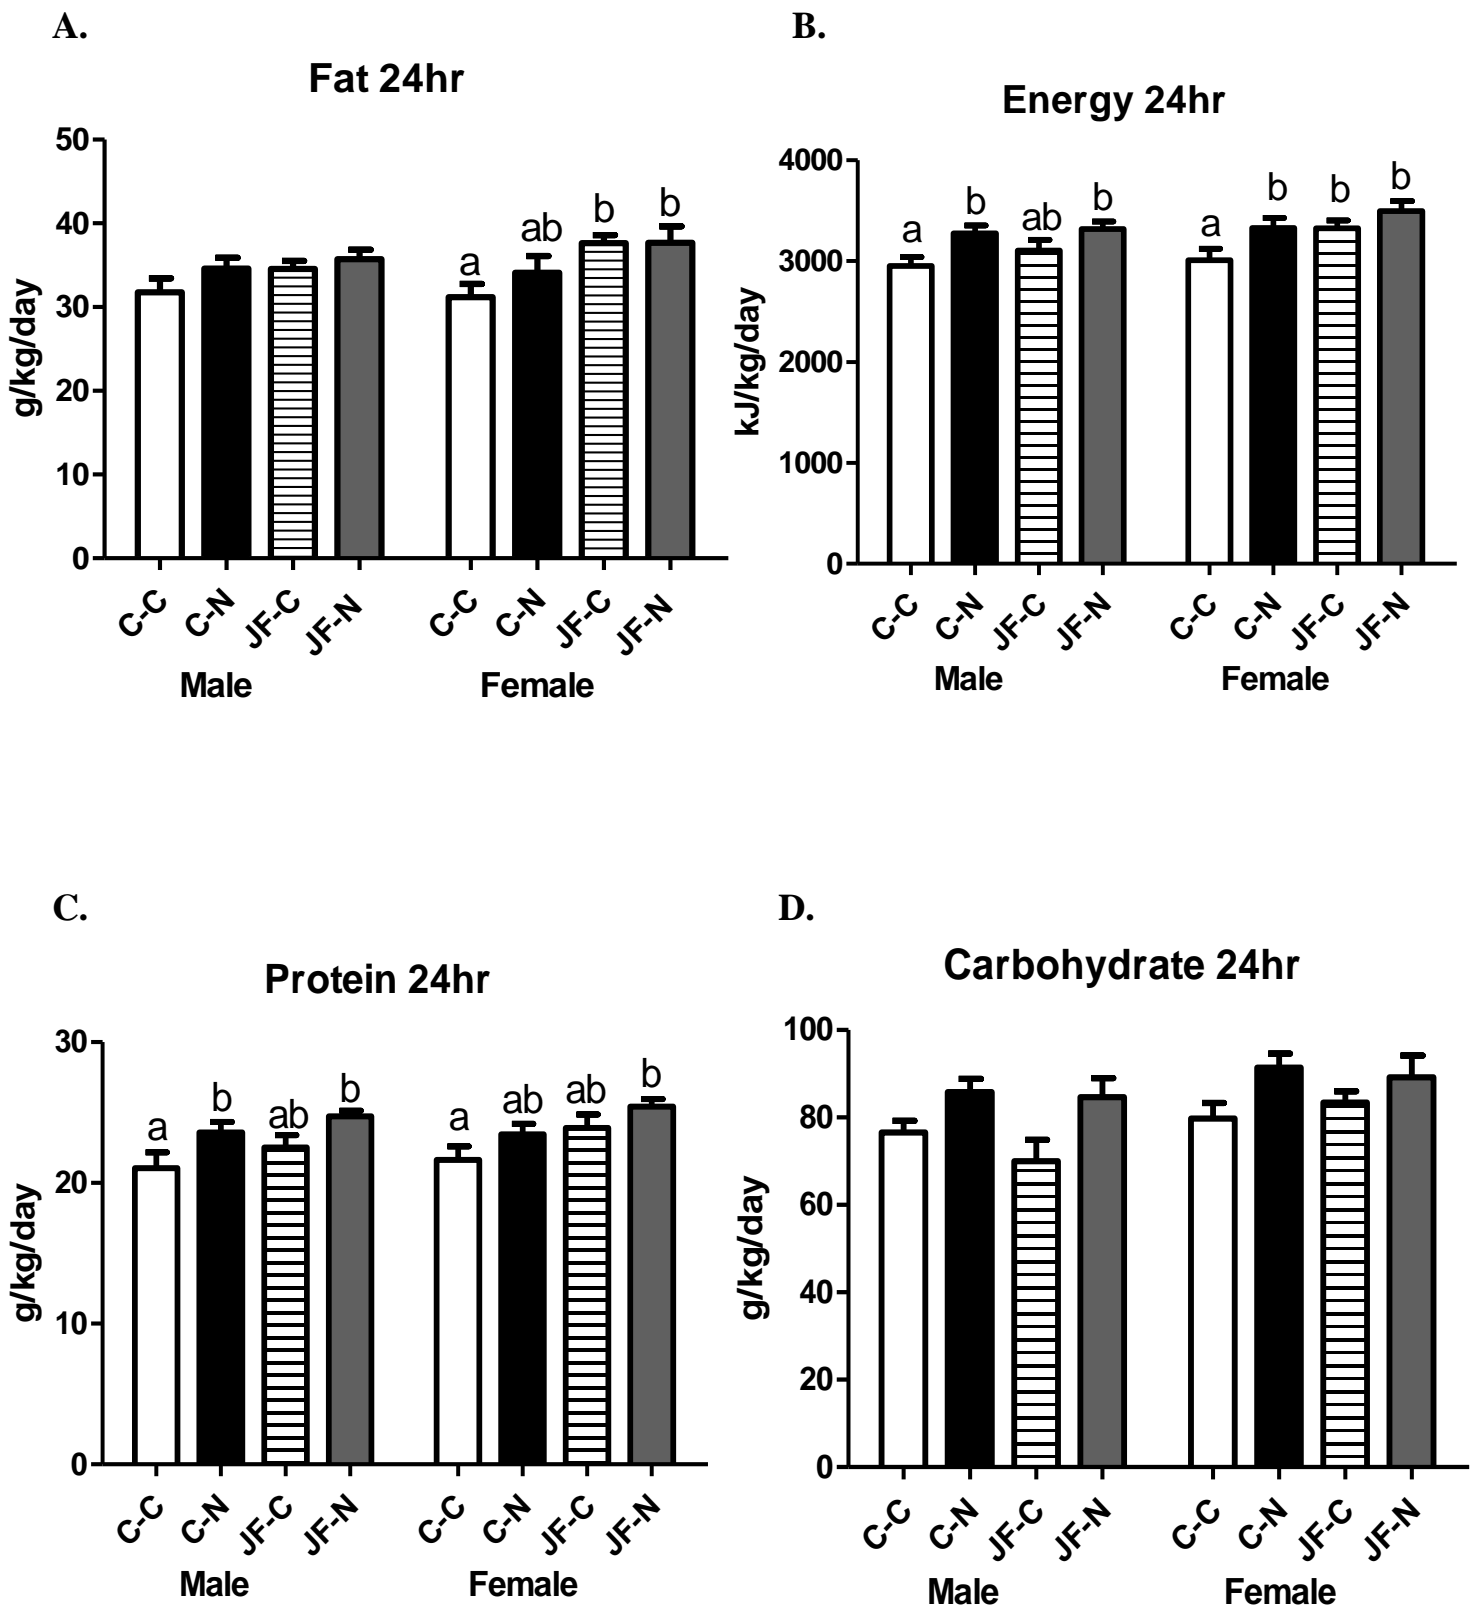 A.
Fat 24hr
50
40
30
20
10
0
g/kg/day
a
ab
b
b
C-C
C-N
JF-C
JF-N
C-C
C-N
JF-C
JF-N
Male
Female
B.
Energy 24hr
4000
3000
2000
1000
0
kJ/kg/day
a
b
ab
b
a
b
b
b
C-C
C-N
JF-C
JF-N
C-C
C-N
JF-C
JF-N
Male
Female
C.
Protein 24hr
30
20
10
0
g/kg/day
a
b
ab
b
a
ab
ab
b
C-C
C-N
JF-C
JF-N
C-C
C-N
JF-C
JF-N
Male
Female
D.
Carbohydrate 24hr
100
80
60
40
20
0
g/kg/day
C-C
C-N
JF-C
JF-N
C-C
C-N
JF-C
JF-N
Male
Female